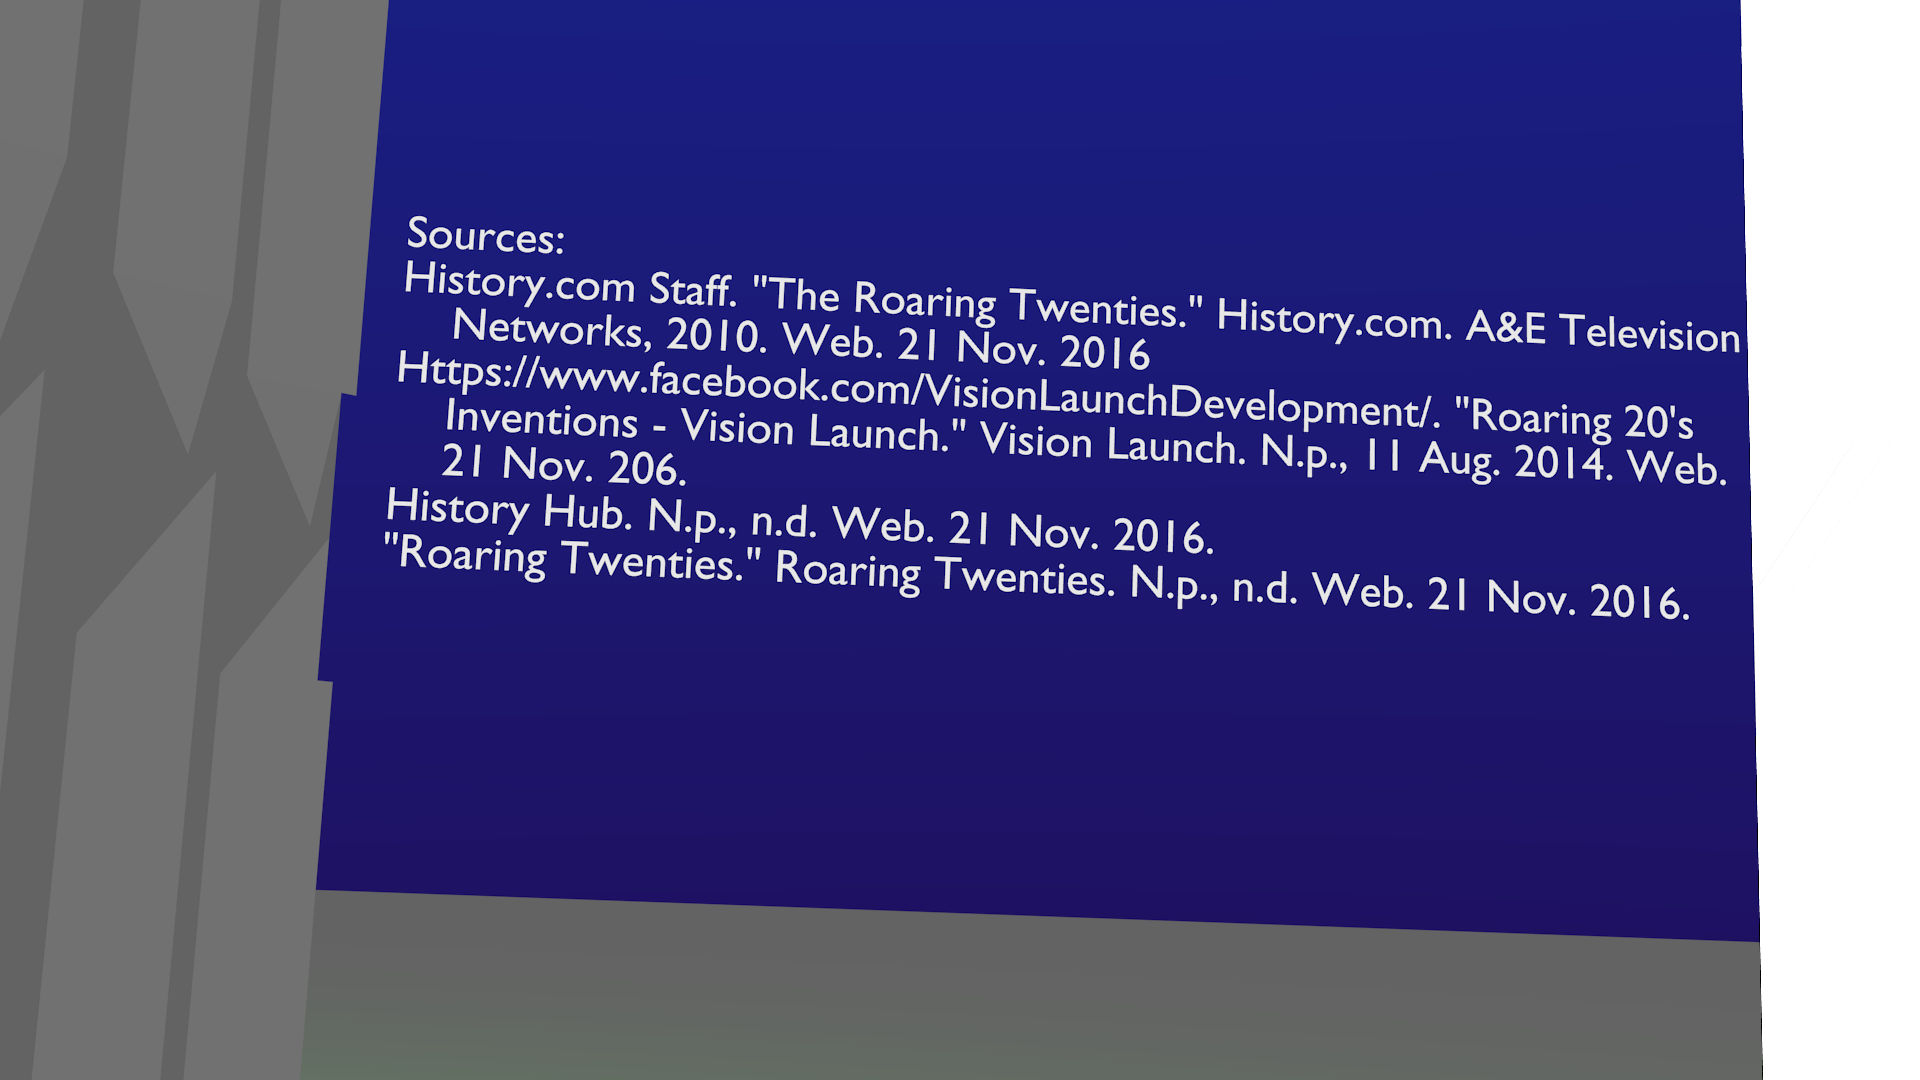 Sources:
History.com Staff. "The Roaring Twenties." History.com. A&E Television
Networks, 2010. Web. 21 Nov. 2016
Https://www.facebook.com/VisionLaunchDevelopment/. "Roaring 20's
Inventions - Vision Launch." Vision Launch. N.p., 11 Aug. 2014. Web.
21 Nov. 206.
History Hub. N.p., n.d. Web. 21 Nov. 2016.
"Roaring Twenties." Roaring Twenties. N.p., n.d. Web. 21 Nov. 2016.